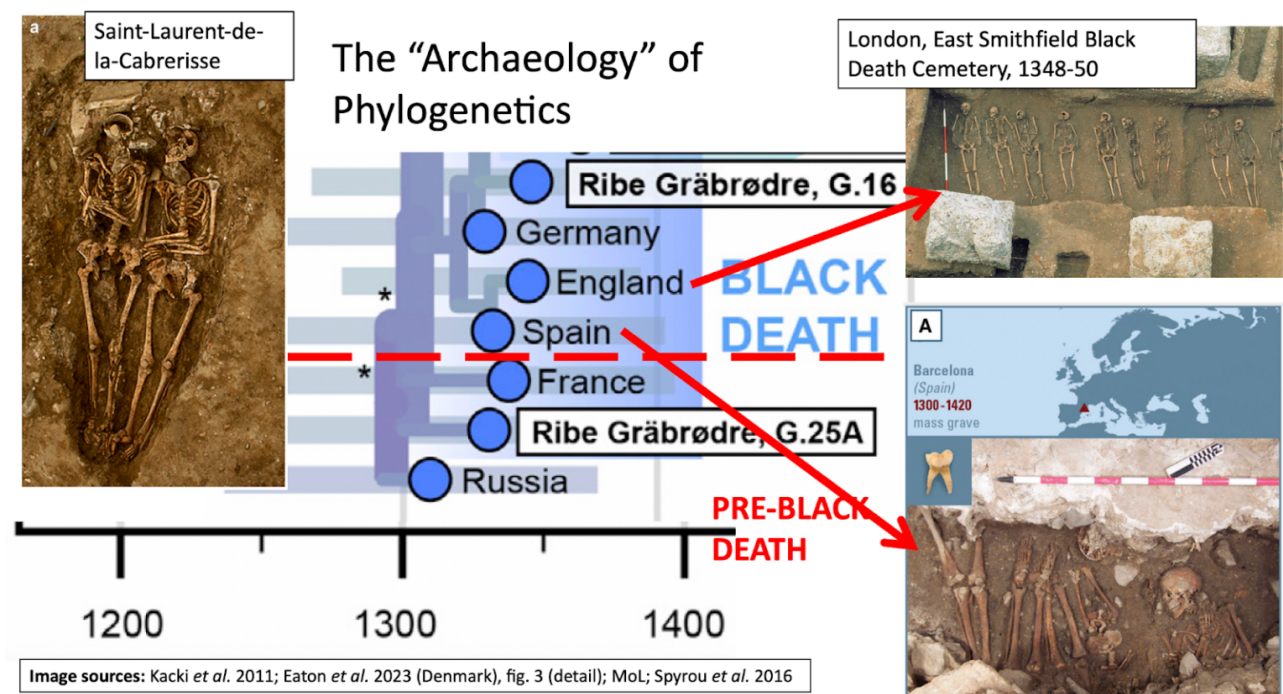 a
Saint-Laurent-de-
la-Cabrerisse
The “Archaeology” of
Phylogenetics
London, East Smithfield Black
Death Cemetery, 1348-50
Ribe Gräbrødre, G.16
Germany
England
Spain
BLACK
DEATH
*
*
France
Ribe Gräbrødre, G.25A
Russia
PRE-BLACK
DEATH
1200
1300
1400
A
Barcelona
(Spain)
1300-1420
mass grave
Image sources: Kacki et al. 2011; Eaton et al. 2023 (Denmark), fig. 3 (detail); MoL; Spyrou et al. 2016